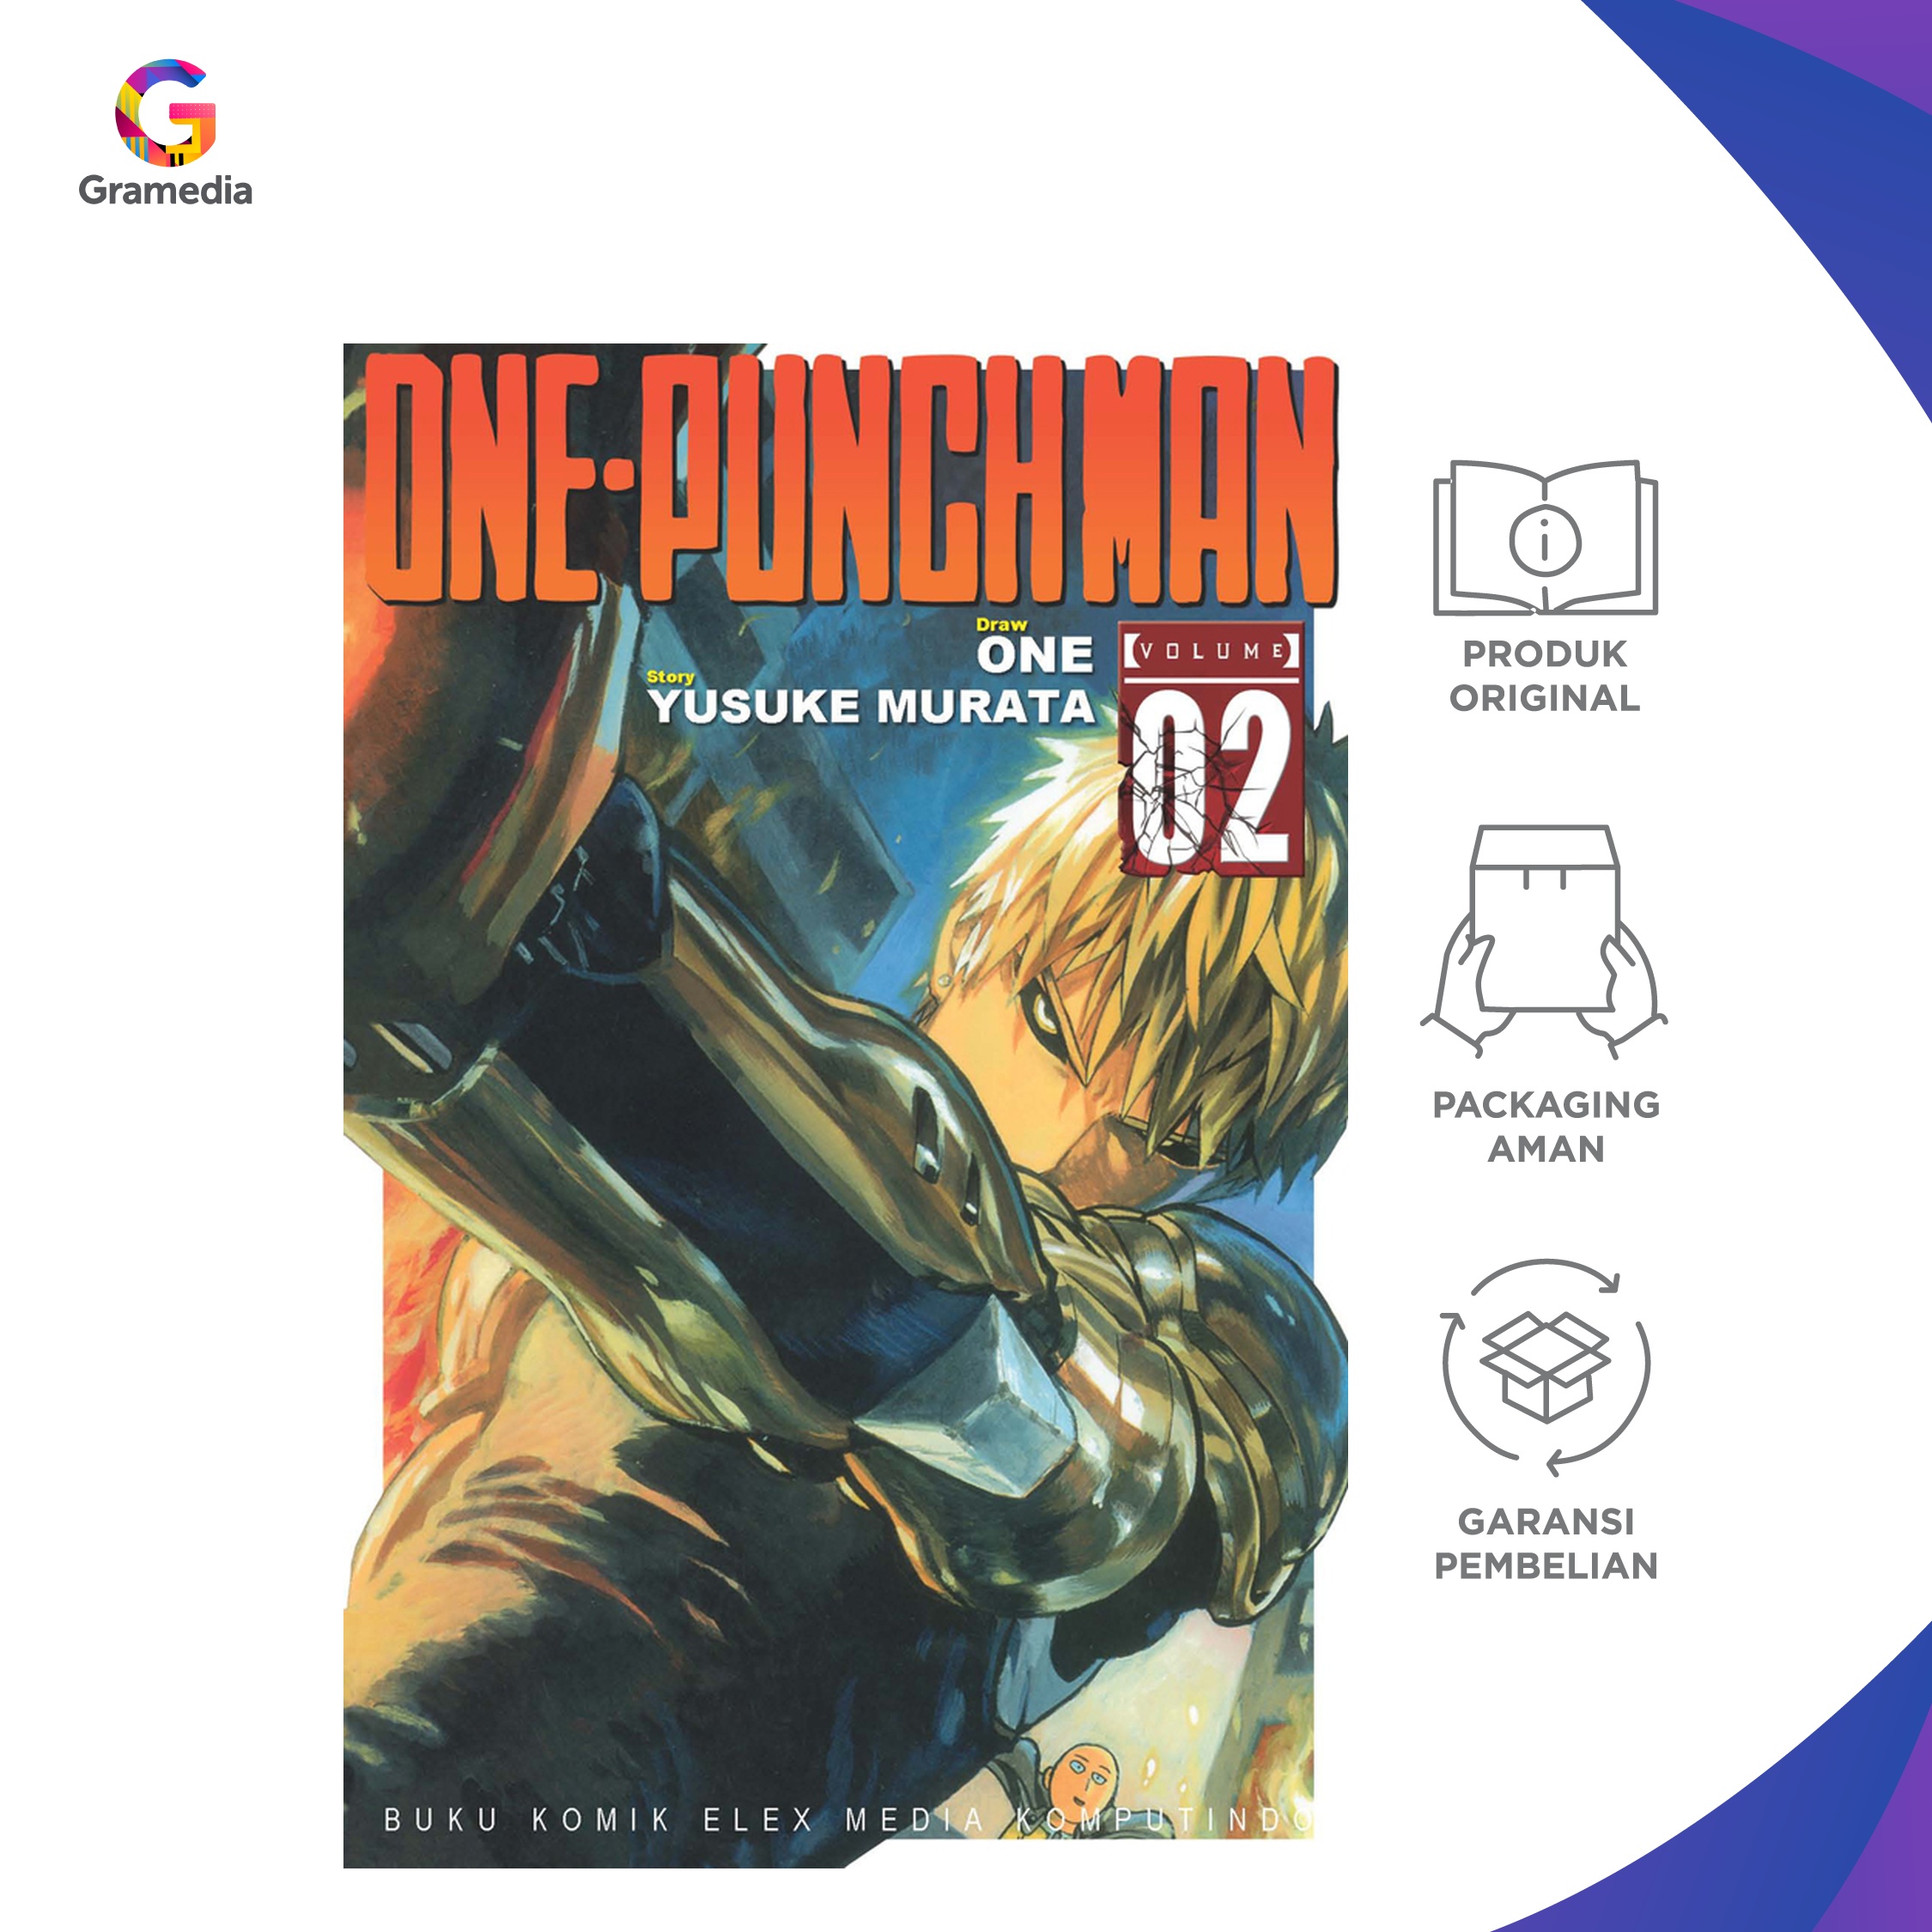 Gramedia
ONE-PUNCH MAN
Draw
ONE
Story
YUSUKE MURATA
VOLUME
02
BUKU KOMIK ELEX MEDIA KOMPUTINDO
PRODUK
ORIGINAL
PACKAGING
AMAN
GARANSI
PEMBELIAN